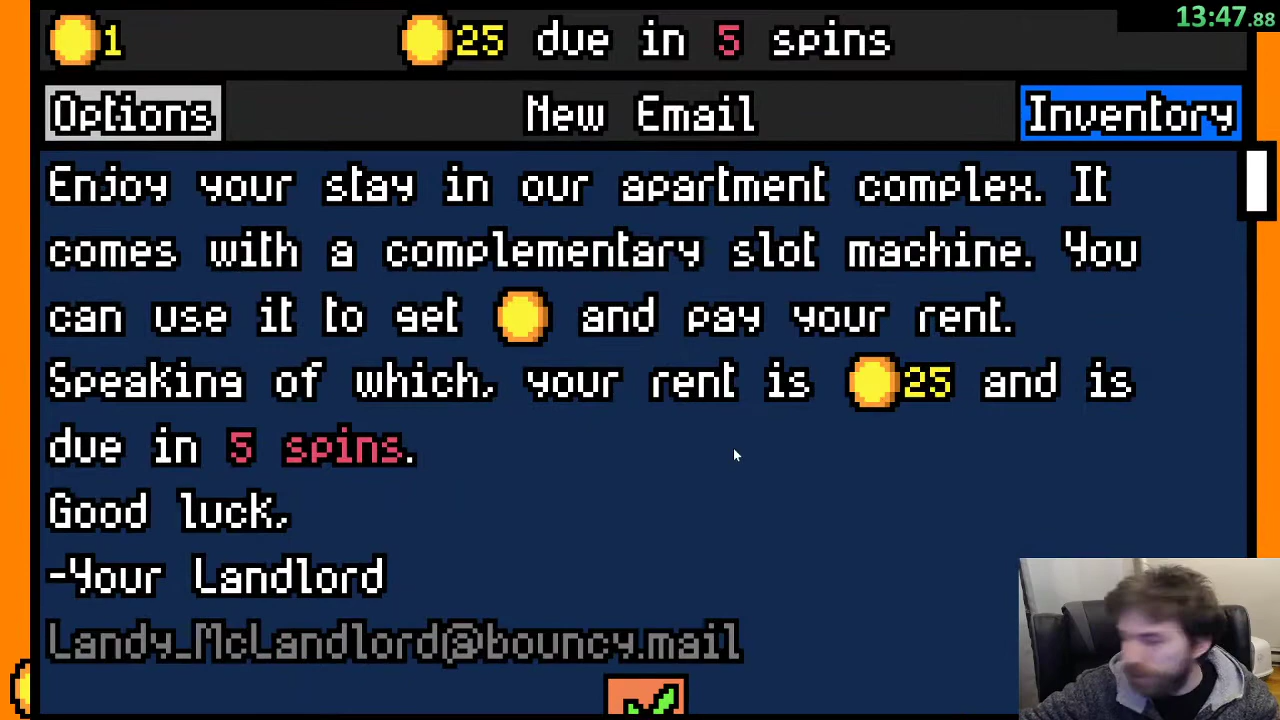 13:47.88
1
25 due in 5 spins
Options
New Email
Inventory
Enjoy your stay in our apartment complex. It
comes with a complementary slot machine. You
can use it to get and pay your rent.
Speaking of which, your rent is 25 and is
due in 5 spins.
Good luck,
-Your Landlord
Landy_McLandlord@bouncy.mail